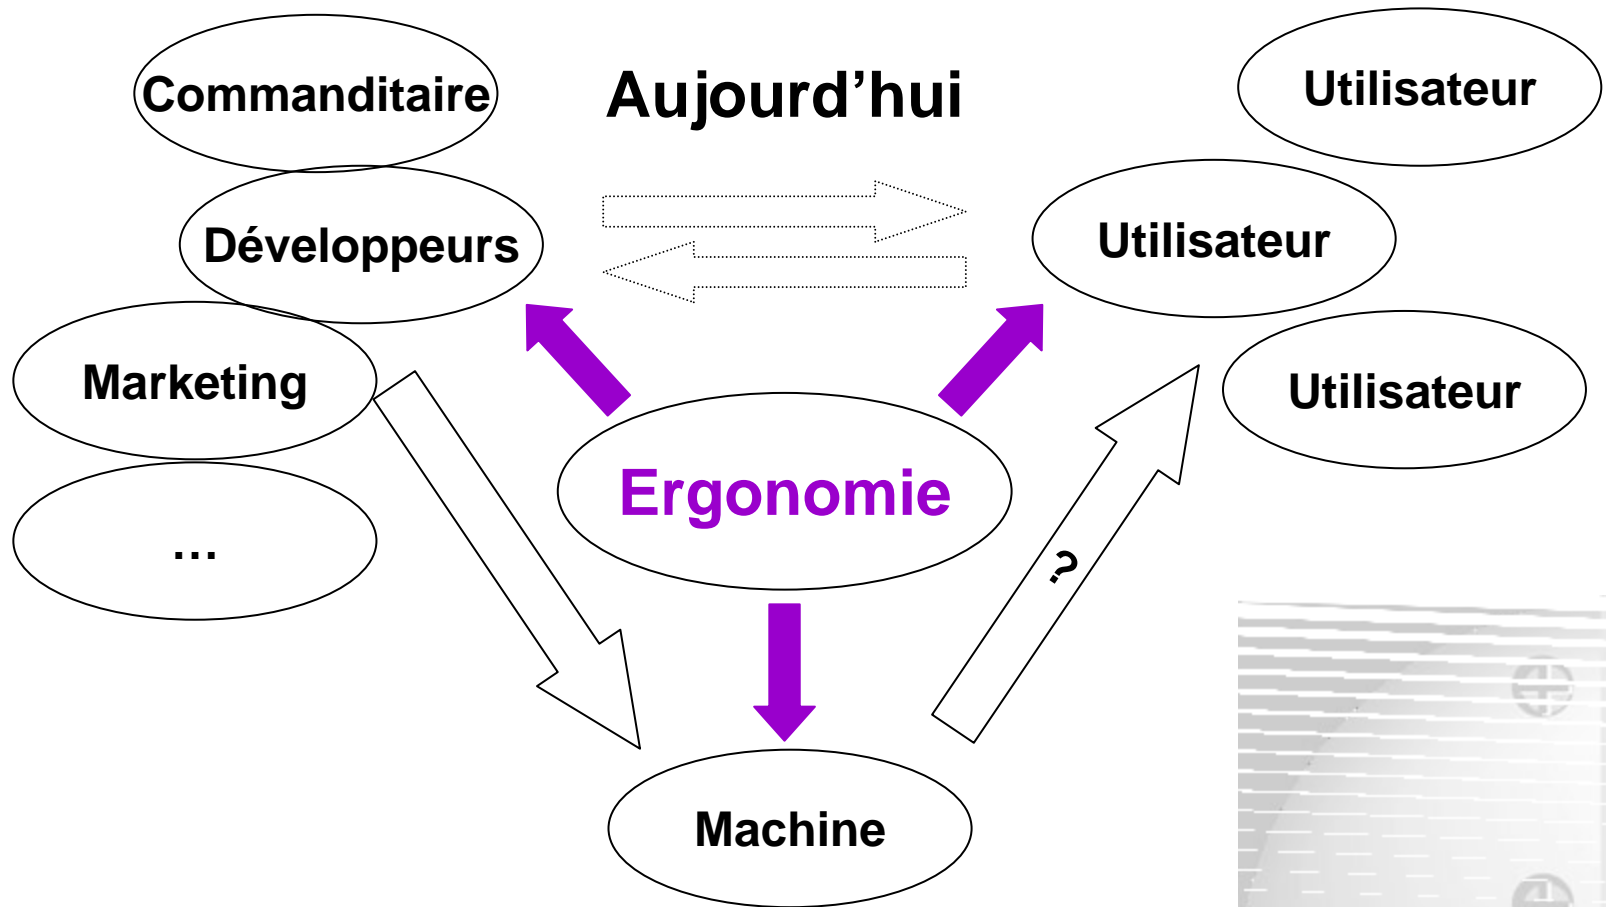 Commanditaire
Aujourd’hui
Utilisateur
Développeurs
Utilisateur
Marketing
Utilisateur
Ergonomie
…
?
Machine